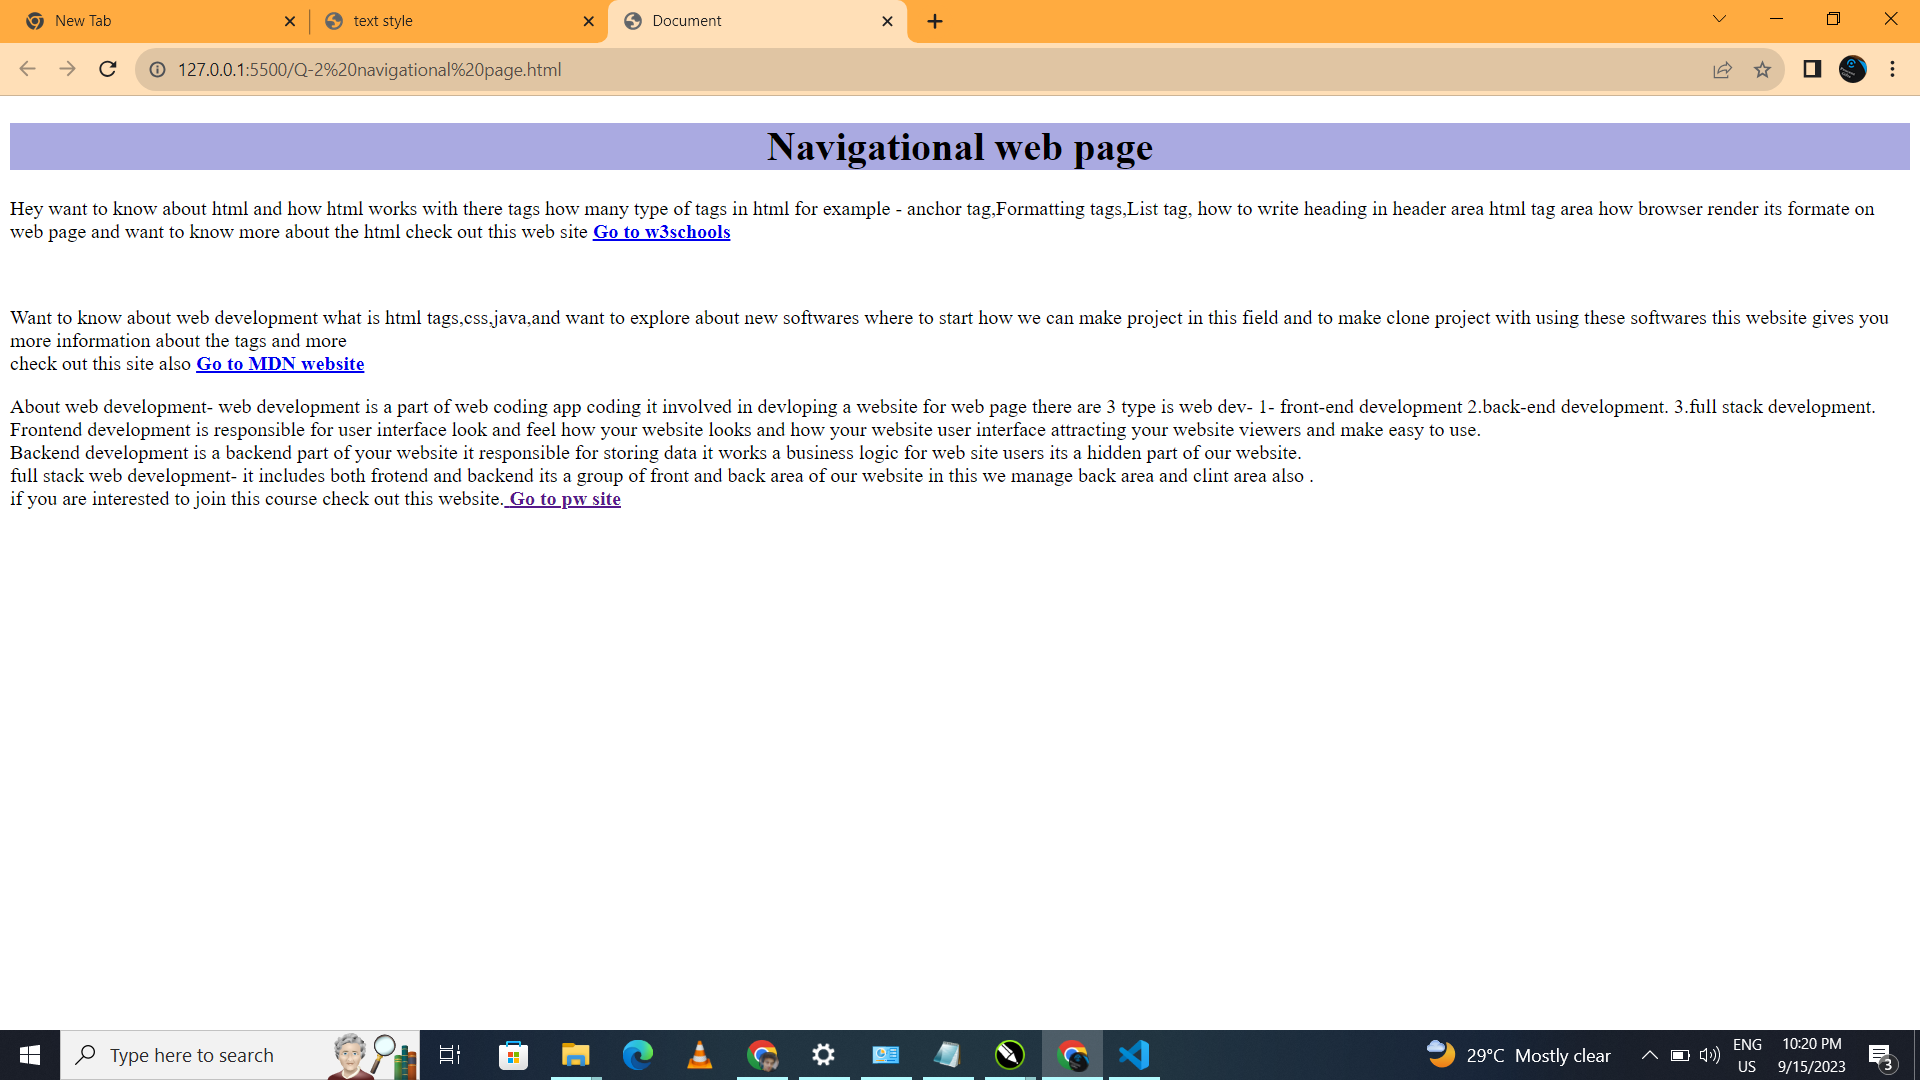 New Tab
text style
Document
127.0.0.1:5500/Q-2%20navigational%20page.html
Navigational web page
Hey want to know about html and how html works with there tags how many type of tags in html for example - anchor tag,Formatting tags,List tag, how to write heading in header area html tag area how browser render its formate on
web page and want to know more about the html check out this web site Go to w3schools
Want to know about web development what is html tags,css,java,and want to explore about new softwares where to start how we can make project in this field and to make clone project with using these softwares this website gives you
more information about the tags and more
check out this site also Go to MDN website
About web development- web development is a part of web coding app coding it involved in devloping a website for web page there are 3 type is web dev- 1- front-end development 2.back-end development. 3.full stack development.
Frontend development is responsible for user interface look and feel how your website looks and how your website user interface attracting your website viewers and make easy to use.
Backend development is a backend part of your website it responsible for storing data it works a business logic for web site users its a hidden part of our website.
full stack web development- it includes both frotend and backend its a group of front and back area of our website in this we manage back area and clint area also .
if you are interested to join this course check out this website. Go to pw site
Type here to search
29°C Mostly clear
ENG
US
10:20 PM
9/15/2023
3